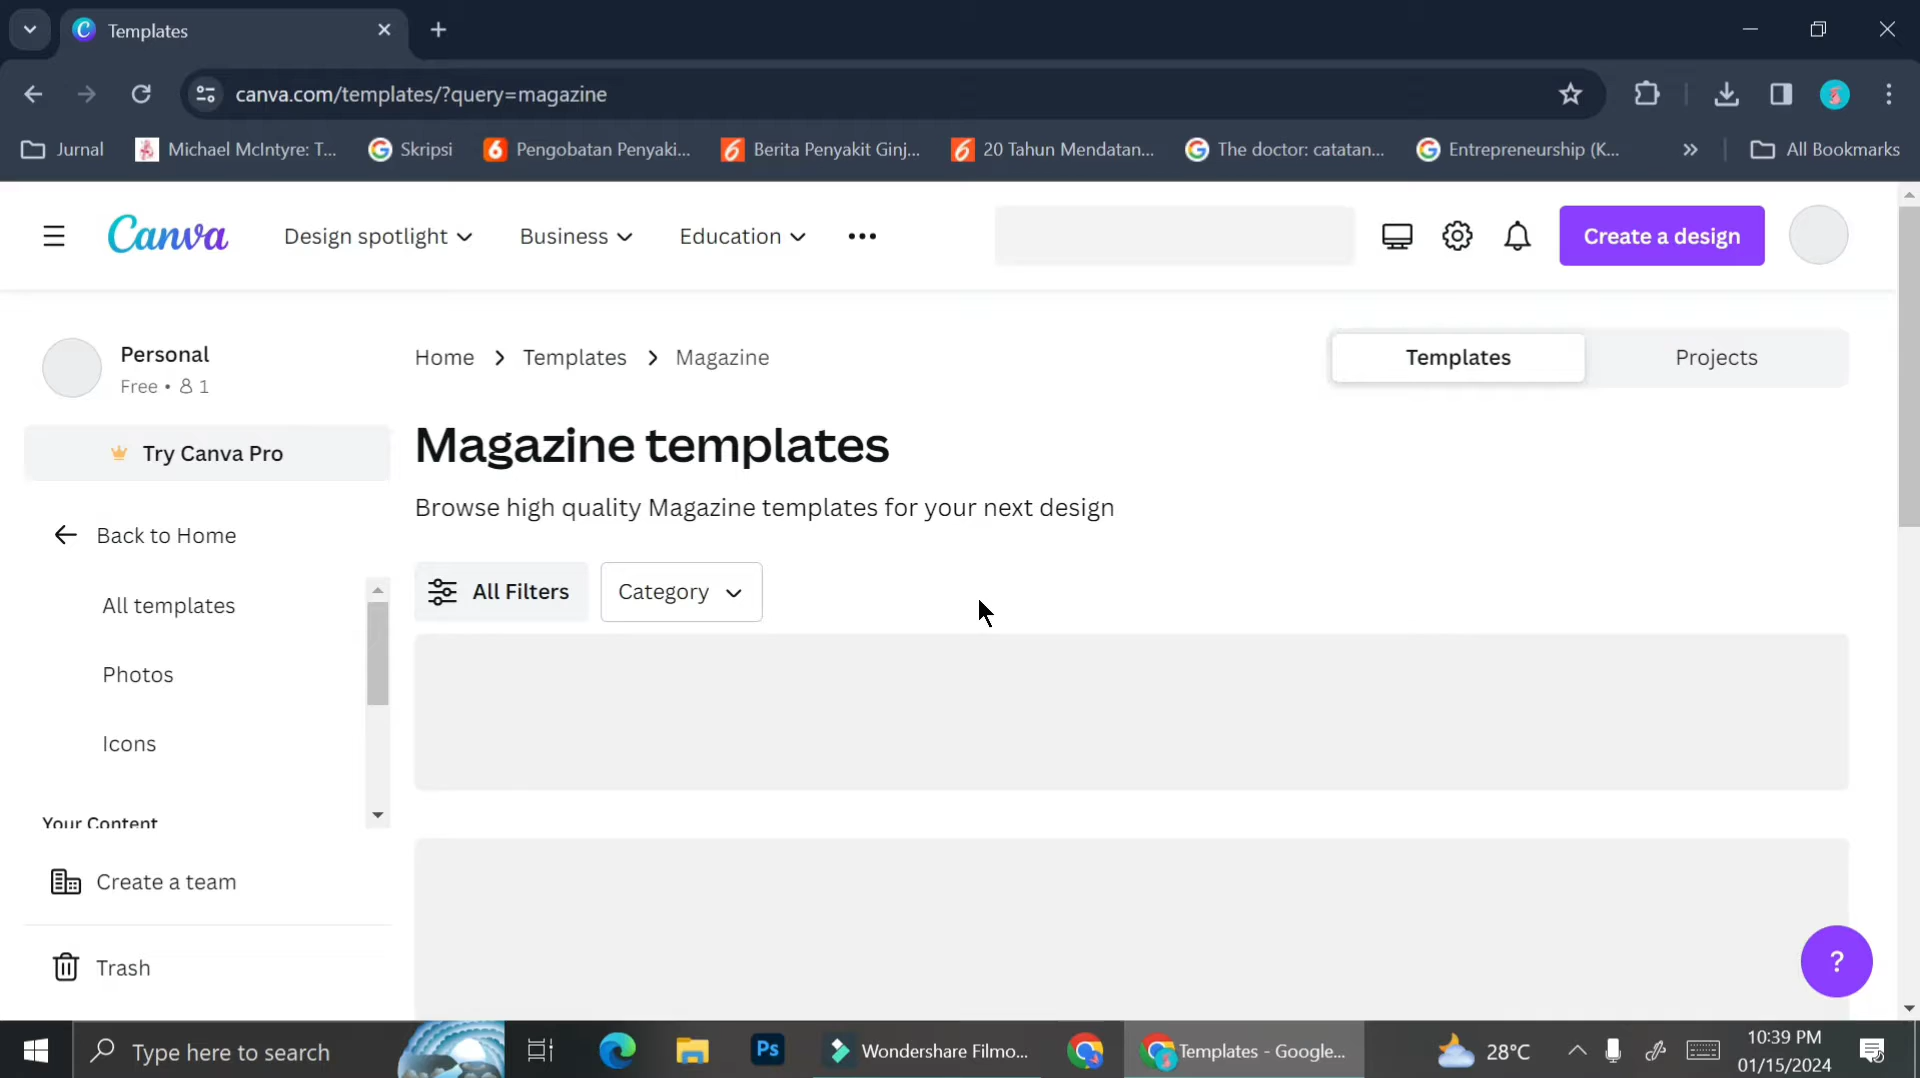 Templates
canva.com/templates/?query=magazine
Jurnal
Michael McIntyre: T...
Skripsi
Pengobatan Penyaki...
Berita Penyakit Ginj...
20 Tahun Mendatan...
The doctor: catatan...
Entrepreneurship (K...
All Bookmarks
Canva
Design spotlight
Business
Education
Create a design
Personal
Free • 1
Try Canva Pro
Back to Home
All templates
Photos
Icons
Your Content
Create a team
Trash
Home
Templates
Magazine
Templates
Projects
Magazine templates
Browse high quality Magazine templates for your next design
All Filters
Category
?
Type here to search
Ps
Wondershare Filmo...
Templates - Google...
28°C
10:39 PM
01/15/2024